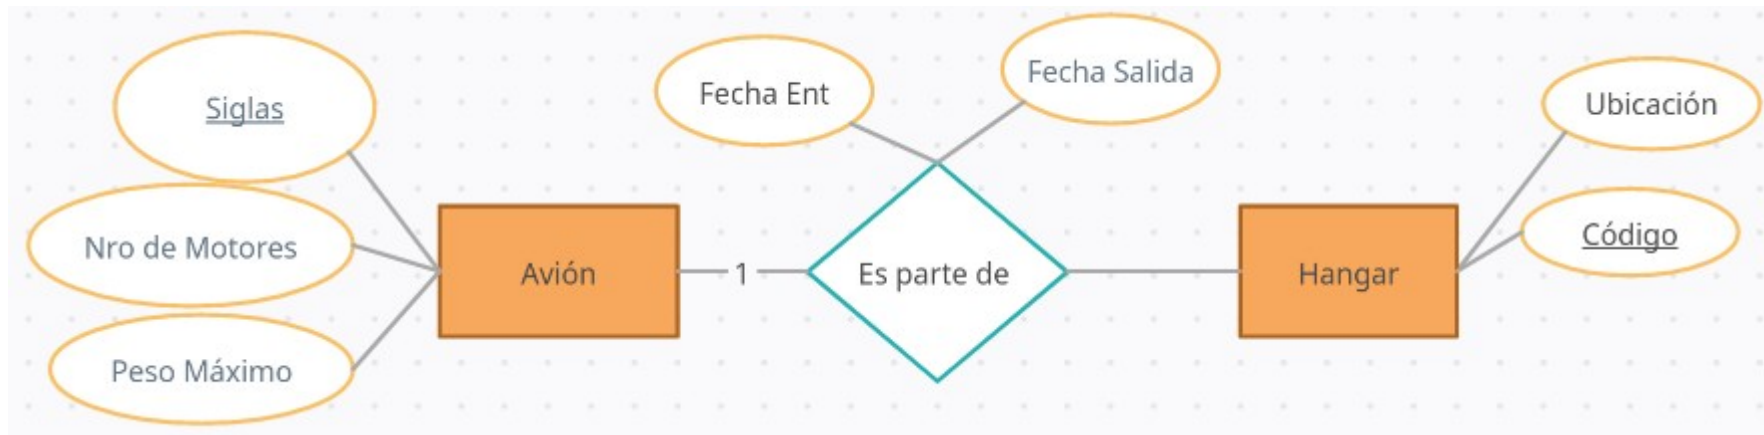 Siglas
Nro de Motores
Peso Máximo
Avión
1
Fecha Ent
Fecha Salida
Es parte de
Hangar
Ubicación
Código